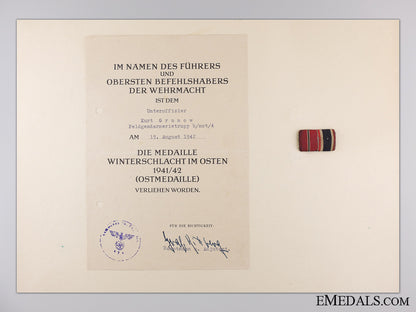 IM NAMEN DES FÜHRERS
UND
OBERSTEN BEFEHLSHABERS
DER WEHRMACHT
IST DEM
Unteroffizier
Kurt
Feldgendarmerietrupp
AM 15. August 1942
DIE MEDAILLE
WINTERSCHLACHT IM OSTEN
1941/42
(OSTMEDAILLE)
VERLIEHEN WORDEN.
FÜR DIE RICHTIGKEIT:
EMEDALS.COM